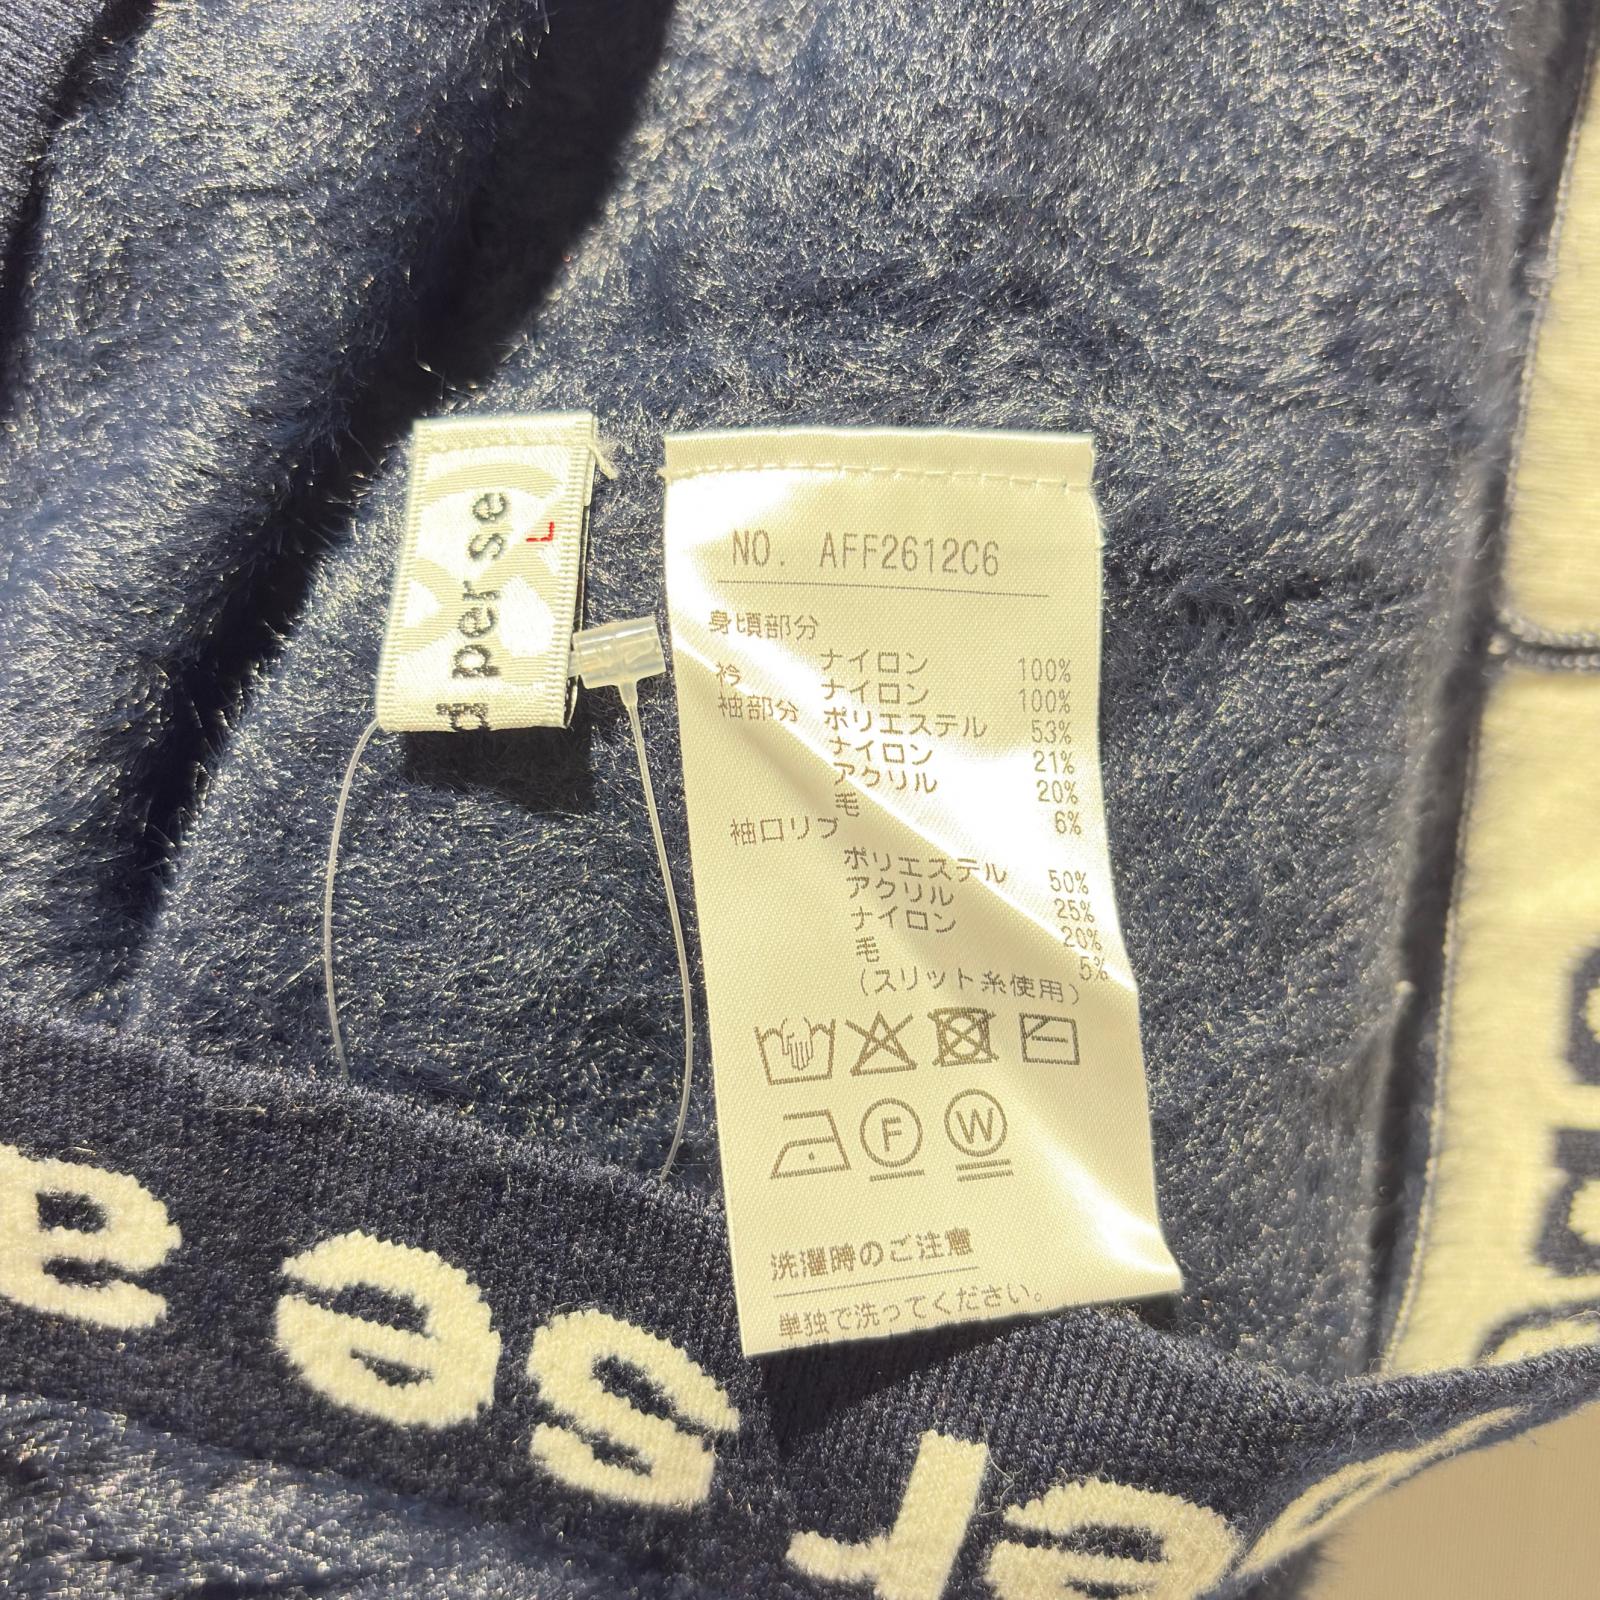 d per se
L
NO. AFF2612C6
身頃部分
ナイロン 100%
衿 ナイロン 100%
袖部分 ポリエステル 53%
ナイロン 21%
アクリル 20%
毛 6%
袖口リブ
ポリエステル 50%
アクリル 25%
ナイロン 20%
毛 5%
(スリット糸使用)
F W
洗濯時のご注意
単独で洗ってください。